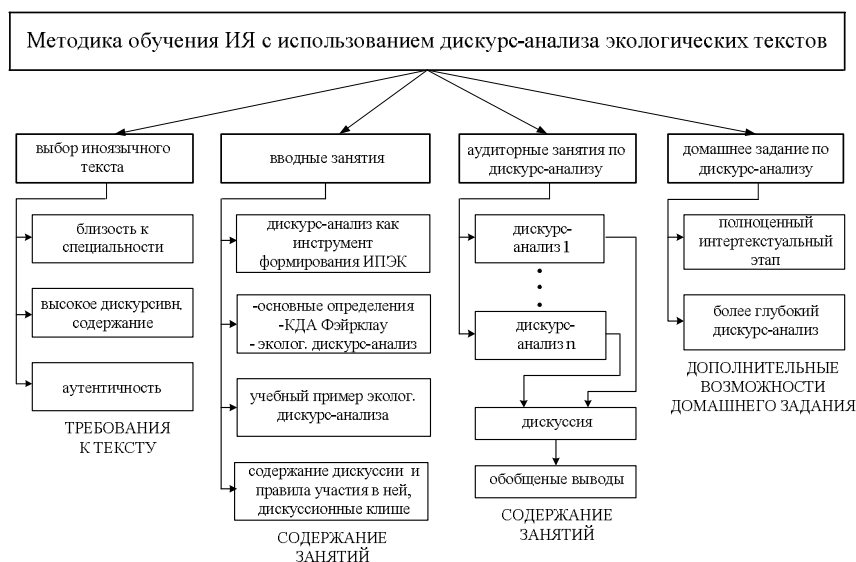 Методика обучения ИЯ с использованием дискурс-анализа экологических текстов
выбор иноязычного
текста
близость к
специальности
высокое дискурсивн.
содержание
аутентичность
ТРЕБОВАНИЯ
К ТЕКСТУ
вводные занятия
дискурс-анализ как
инструмент
формирования ИПЭК
-основные определения
-КДА Фэйрклау
- эколог. дискурс-анализ
учебный пример эколог.
дискурс-анализа
содержание дискуссии и
правила участия в ней,
дискуссионные клише
СОДЕРЖАНИЕ
ЗАНЯТИЙ
аудиторные занятия по
дискурс-анализу
дискурс-
анализ 1
дискурс-
анализ n
дискуссия
обобщеные выводы
СОДЕРЖАНИЕ
ЗАНЯТИЙ
домашнее задание по
дискурс-анализу
полноценный
интертекстуальный
этап
более глубокий
дискурс-анализ
ДОПОЛНИТЕЛЬНЫЕ
ВОЗМОЖНОСТИ
ДОМАШНЕГО ЗАДАНИЯ